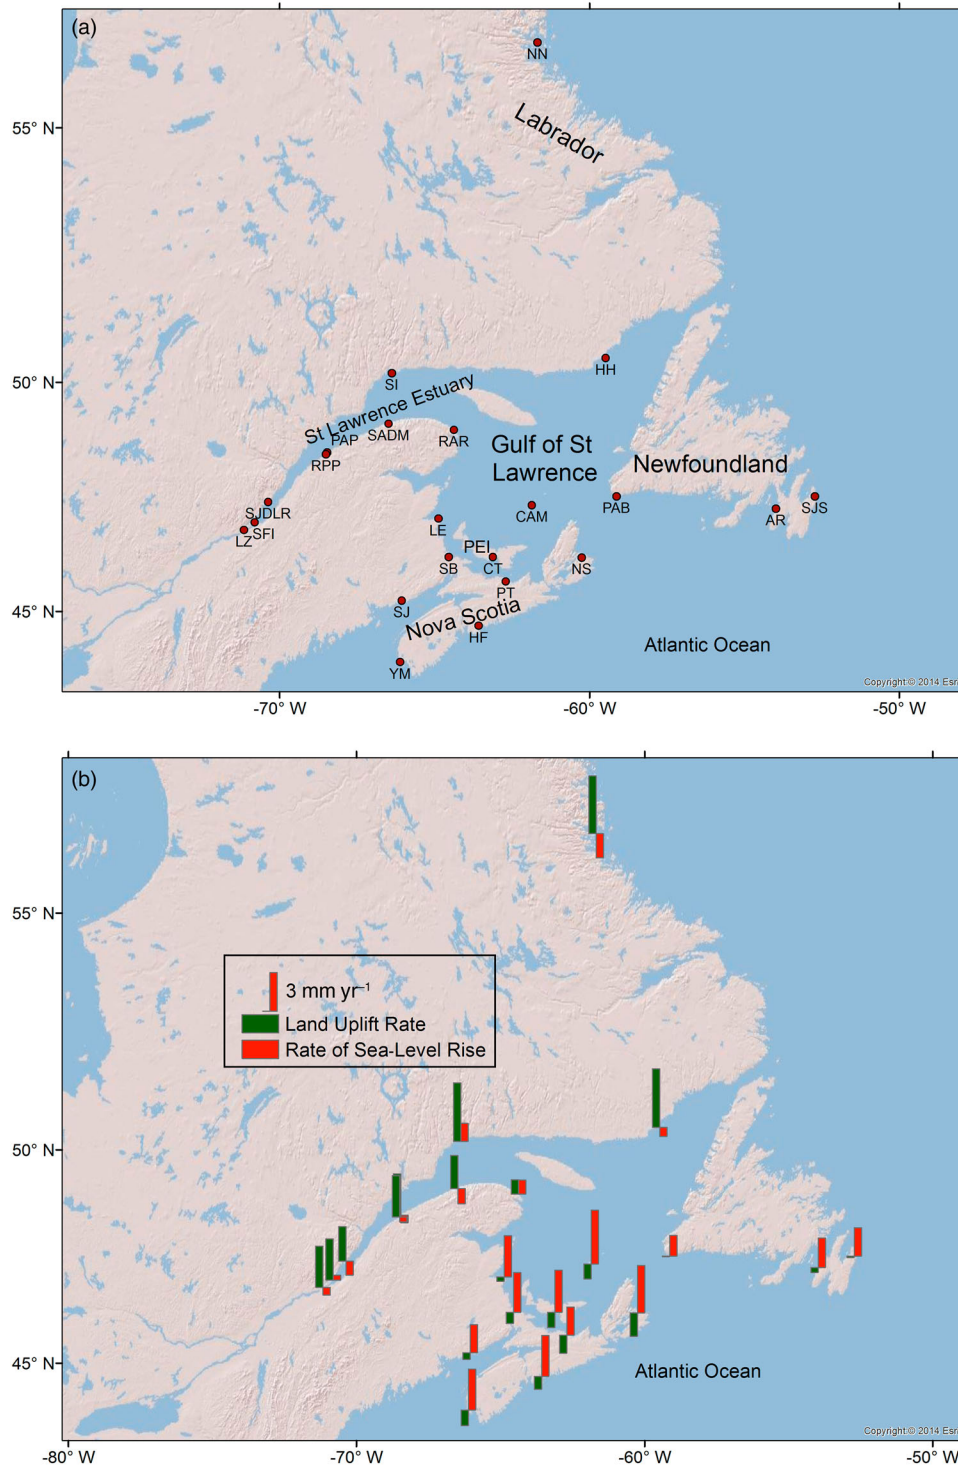 (a)
NN
55° N
Labrador
50° N
SI
HH
St Lawrence Estuary
SADM
RAR
PAP
RPP
Gulf of St
Lawrence
Newfoundland
SJDLR
SFI
LZ
LE
CAM
PAB
AR
SJS
PEI
SB
CT
NS
PT
45° N
SJ
Nova Scotia
HF
YM
Atlantic Ocean
Copyright:© 2014 Esri
-70° W
-60° W
-50° W
(b)
55° N
3 mm yr⁻¹
Land Uplift Rate
Rate of Sea-Level Rise
50° N
45° N
Atlantic Ocean
Copyright:© 2014 Esri
-80° W
-70° W
-60° W
-50° W